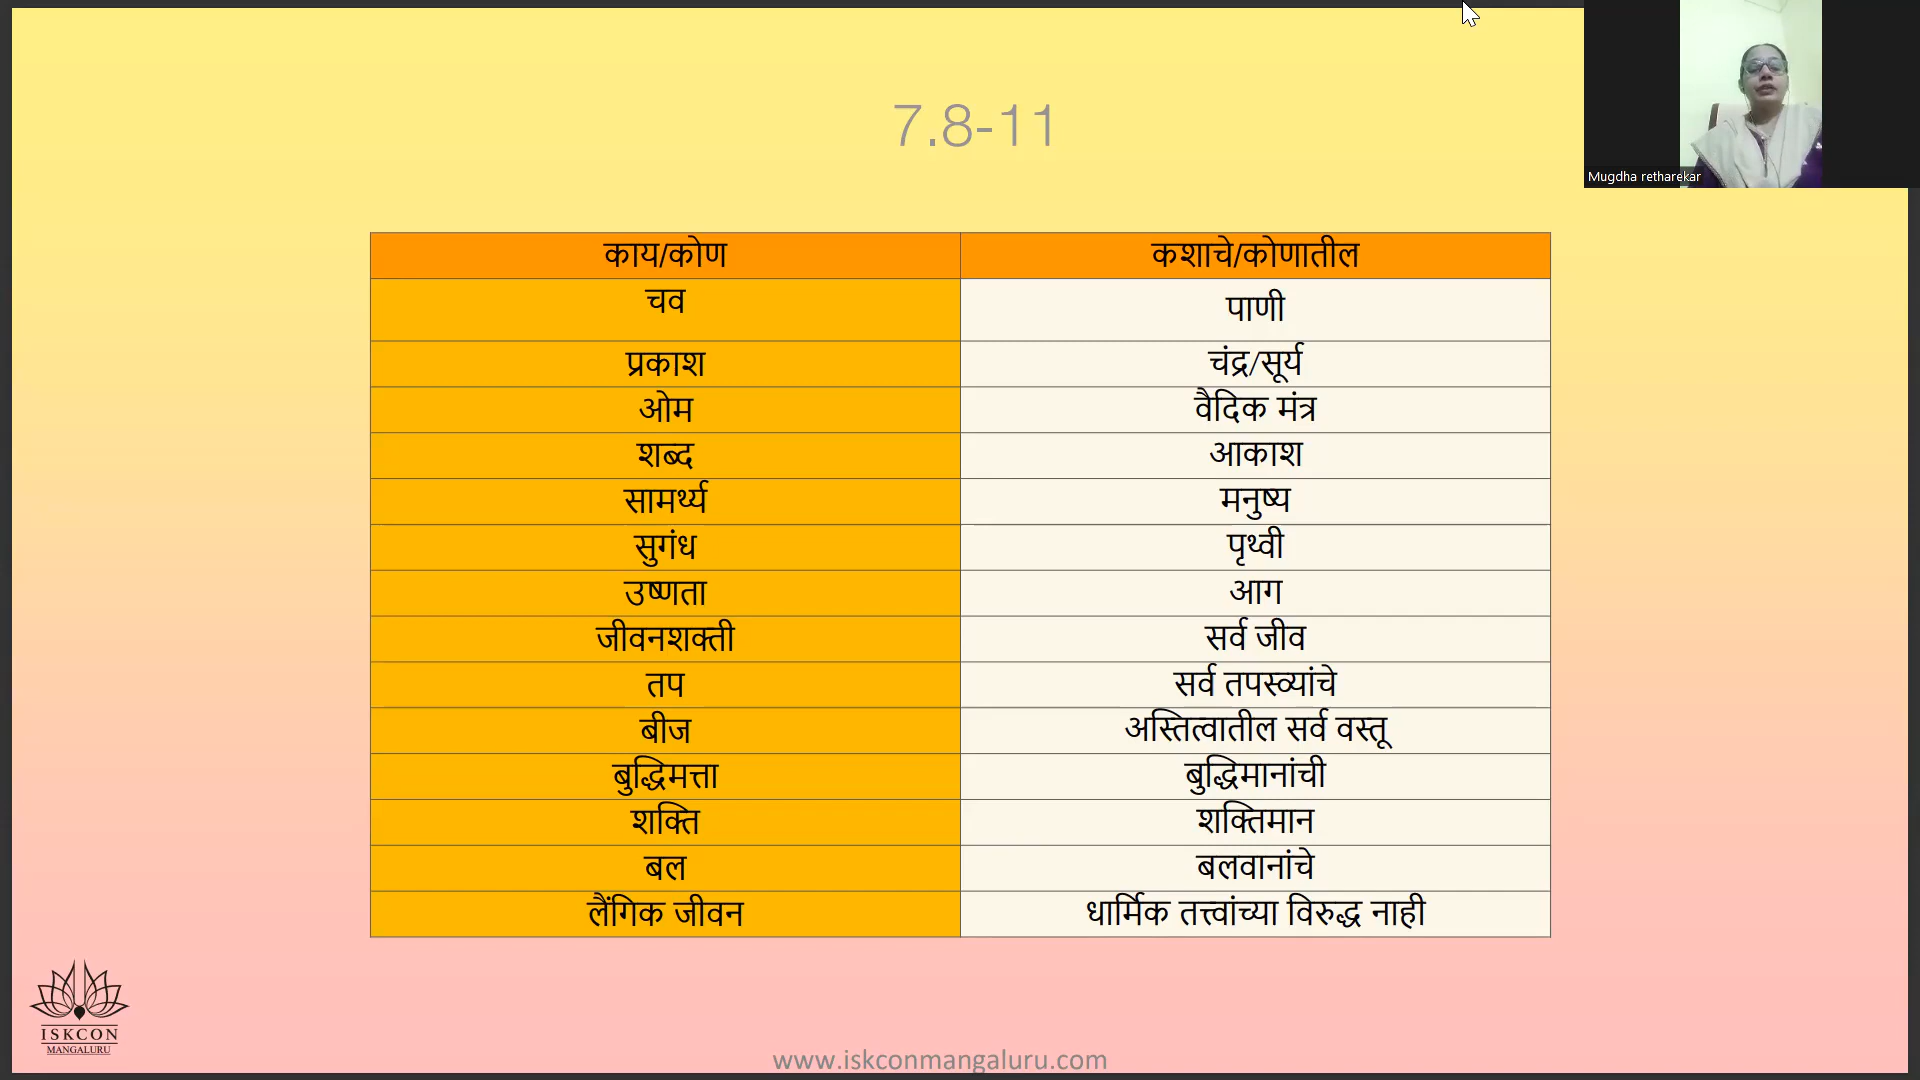 7.8-11
Mugdha retharekar
काय/कोण कशाचे/कोणातील
चव पाणी
प्रकाश चंद्र/सूर्य
ओम वैदिक मंत्र
शब्द आकाश
सामर्थ्य मनुष्य
सुगंध पृथ्वी
उष्णता आग
जीवनशक्ती सर्व जीव
तप सर्व तपस्व्यांचे
बीज अस्तित्वातील सर्व वस्तू
बुद्धिमत्ता बुद्धिमानांची
शक्ति शक्तिमान
बल बलवानांचे
लैंगिक जीवन धार्मिक तत्त्वांच्या विरुद्ध नाही
ISKCON
MANGALURU
www.iskconmangaluru.com